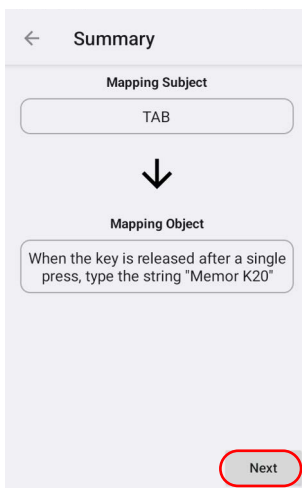 Summary
Mapping Subject
TAB
Mapping Object
When the key is released after a single
press, type the string "Memor K20"
Next